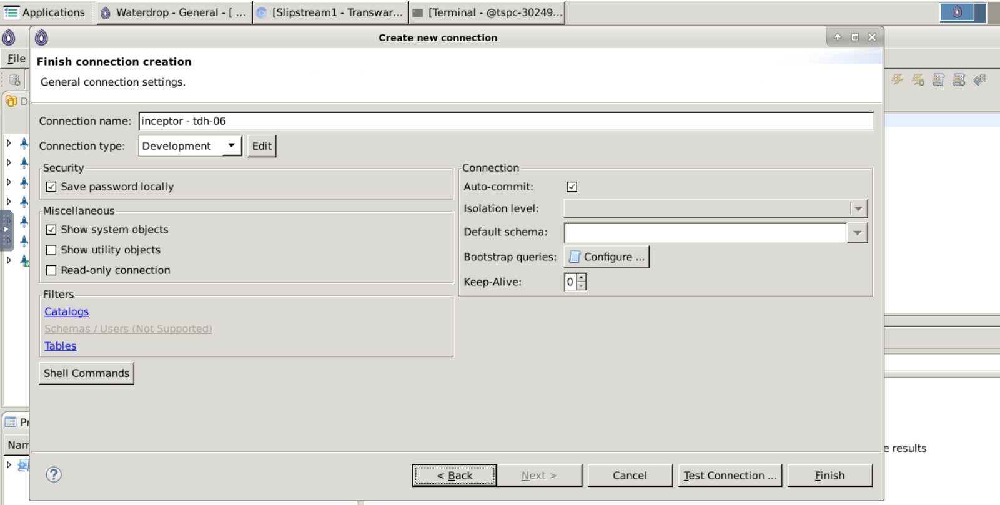 Applications
Waterdrop - General - [ ...
[Slipstream1 - Transwar...
[Terminal - @tspc-30249...
Create new connection
File
Finish connection creation
General connection settings.
D
Connection name: inceptor - tdh-06
Connection type: Development Edit
Security
Save password locally
Miscellaneous
Show system objects
Show utility objects
Read-only connection
Filters
Catalogs
Schemas / Users (Not Supported)
Tables
Shell Commands
Connection
Auto-commit:
Isolation level:
Default schema:
Bootstrap queries: Configure ...
Keep-Alive: 0
Pr
Nam
e results
? < Back Next > Cancel Test Connection ... Finish